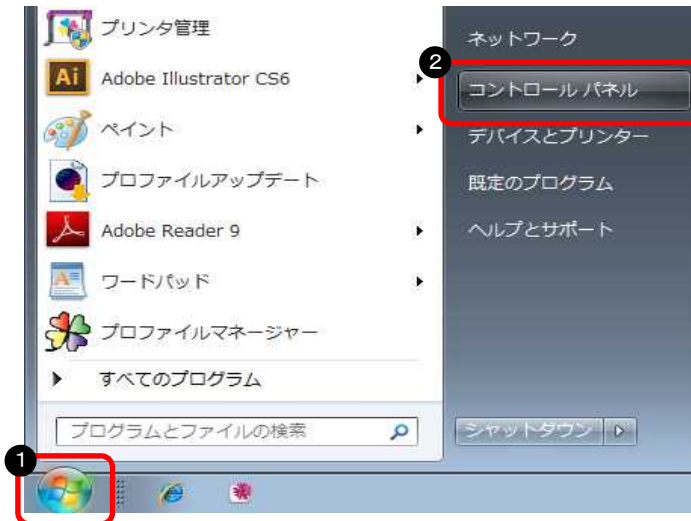 プリンタ管理
Ai Adobe Illustrator CS6
ペイント
プロファイルアップデート
Adobe Reader 9
ワードパッド
プロファイルマネージャー
すべてのプログラム
プログラムとファイルの検索
1
ネットワーク
2
コントロール パネル
デバイスとプリンター
既定のプログラム
ヘルプとサポート
シャットダウン